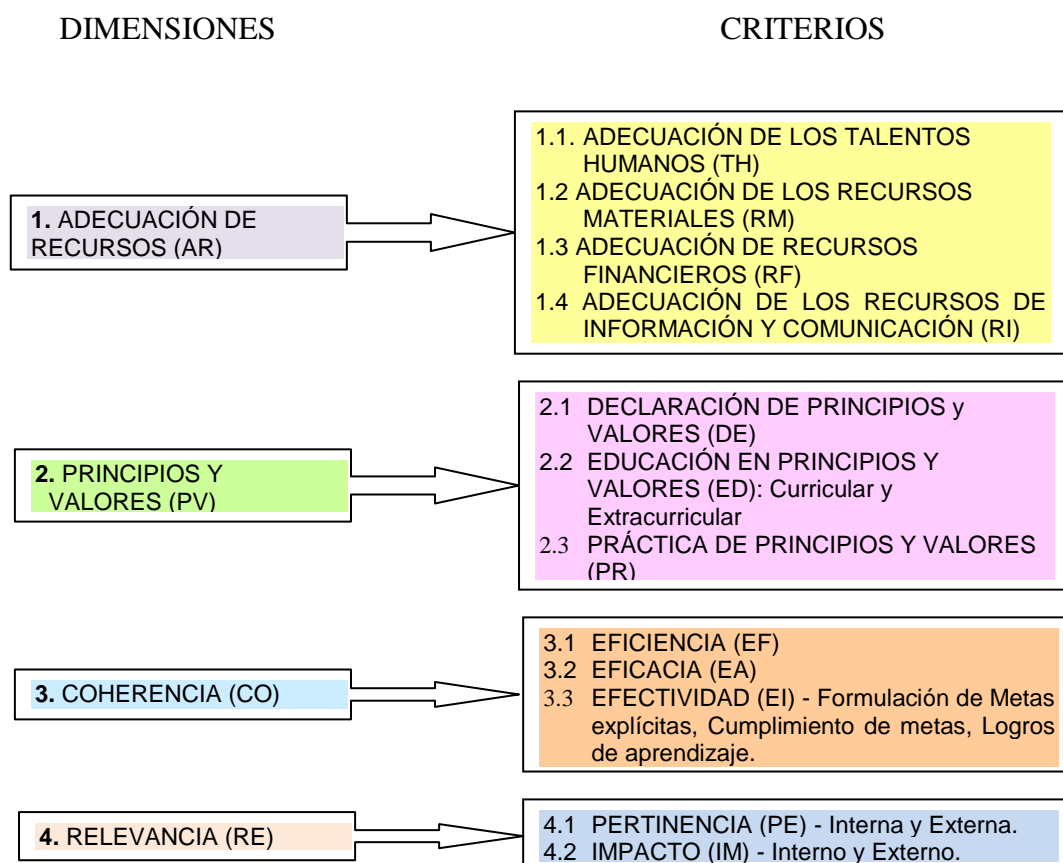 DIMENSIONES
CRITERIOS
1. ADECUACIÓN DE
RECURSOS (AR)
1.1. ADECUACIÓN DE LOS TALENTOS
HUMANOS (TH)
1.2 ADECUACIÓN DE LOS RECURSOS
MATERIALES (RM)
1.3 ADECUACIÓN DE RECURSOS
FINANCIEROS (RF)
1.4 ADECUACIÓN DE LOS RECURSOS DE
INFORMACIÓN Y COMUNICACIÓN (RI)
2. PRINCIPIOS Y
VALORES (PV)
2.1 DECLARACIÓN DE PRINCIPIOS y
VALORES (DE)
2.2 EDUCACIÓN EN PRINCIPIOS Y
VALORES (ED): Curricular y
Extracurricular
2.3 PRÁCTICA DE PRINCIPIOS Y VALORES
(PR)
3. COHERENCIA (CO)
3.1 EFICIENCIA (EF)
3.2 EFICACIA (EA)
3.3 EFECTIVIDAD (EI) - Formulación de Metas
explícitas, Cumplimiento de metas, Logros
de aprendizaje.
4. RELEVANCIA (RE)
4.1 PERTINENCIA (PE) - Interna y Externa.
4.2 IMPACTO (IM) - Interno y Externo.